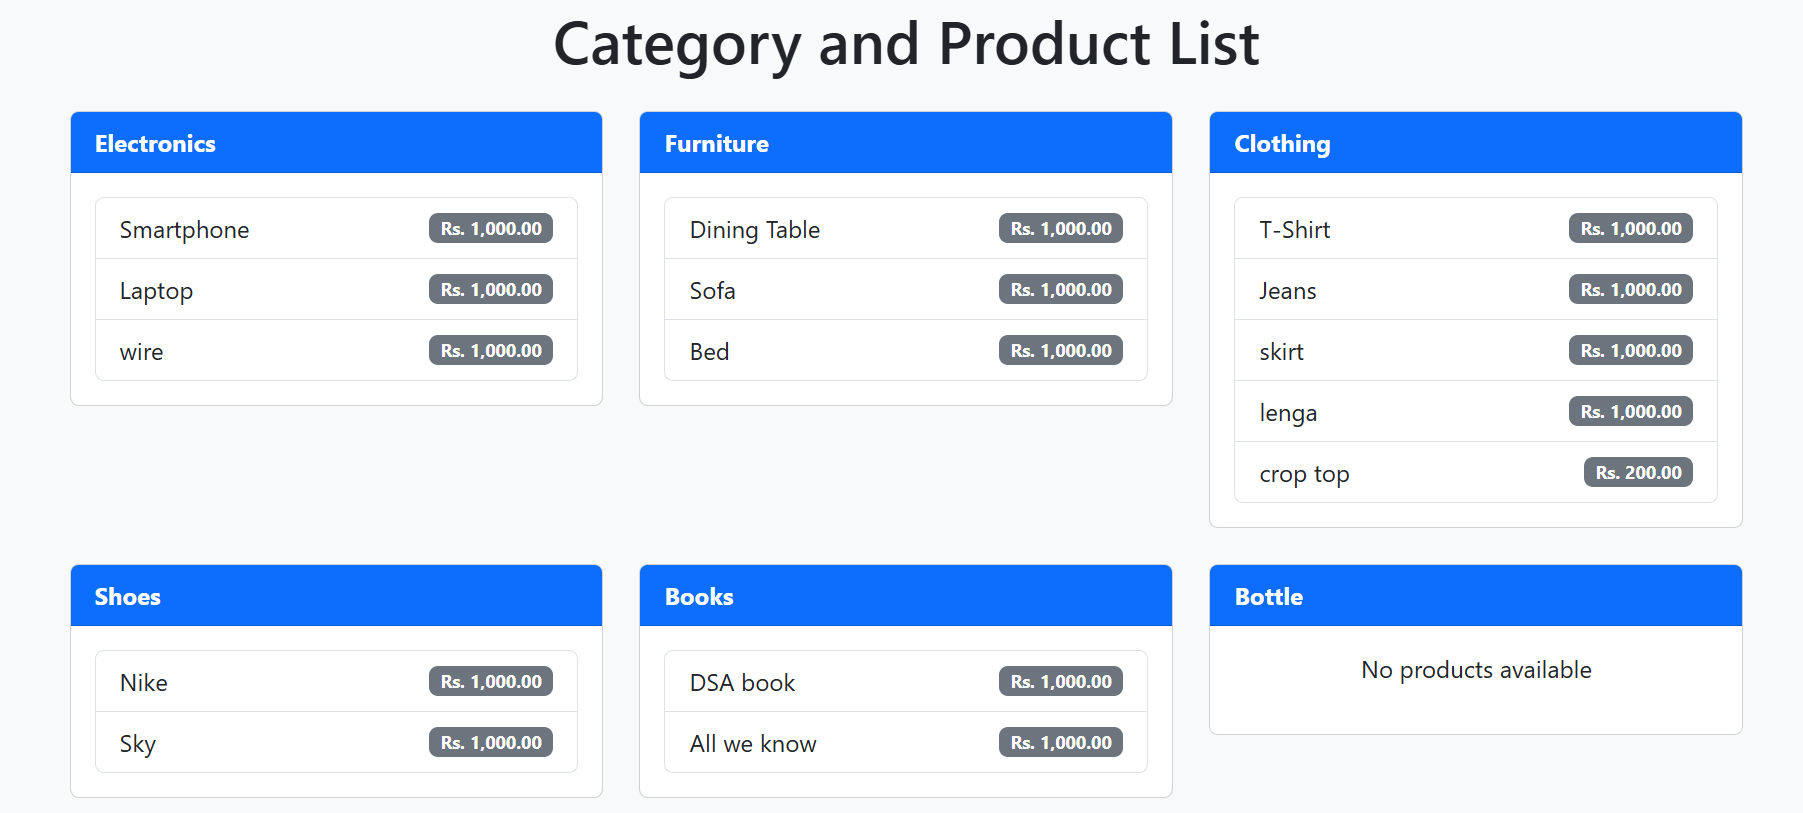 Category and Product List
Electronics
Smartphone Rs. 1,000.00
Laptop Rs. 1,000.00
wire Rs. 1,000.00
Furniture
Dining Table Rs. 1,000.00
Sofa Rs. 1,000.00
Bed Rs. 1,000.00
Clothing
T-Shirt Rs. 1,000.00
Jeans Rs. 1,000.00
skirt Rs. 1,000.00
lenga Rs. 1,000.00
crop top Rs. 200.00
Shoes
Nike Rs. 1,000.00
Sky Rs. 1,000.00
Books
DSA book Rs. 1,000.00
All we know Rs. 1,000.00
Bottle
No products available